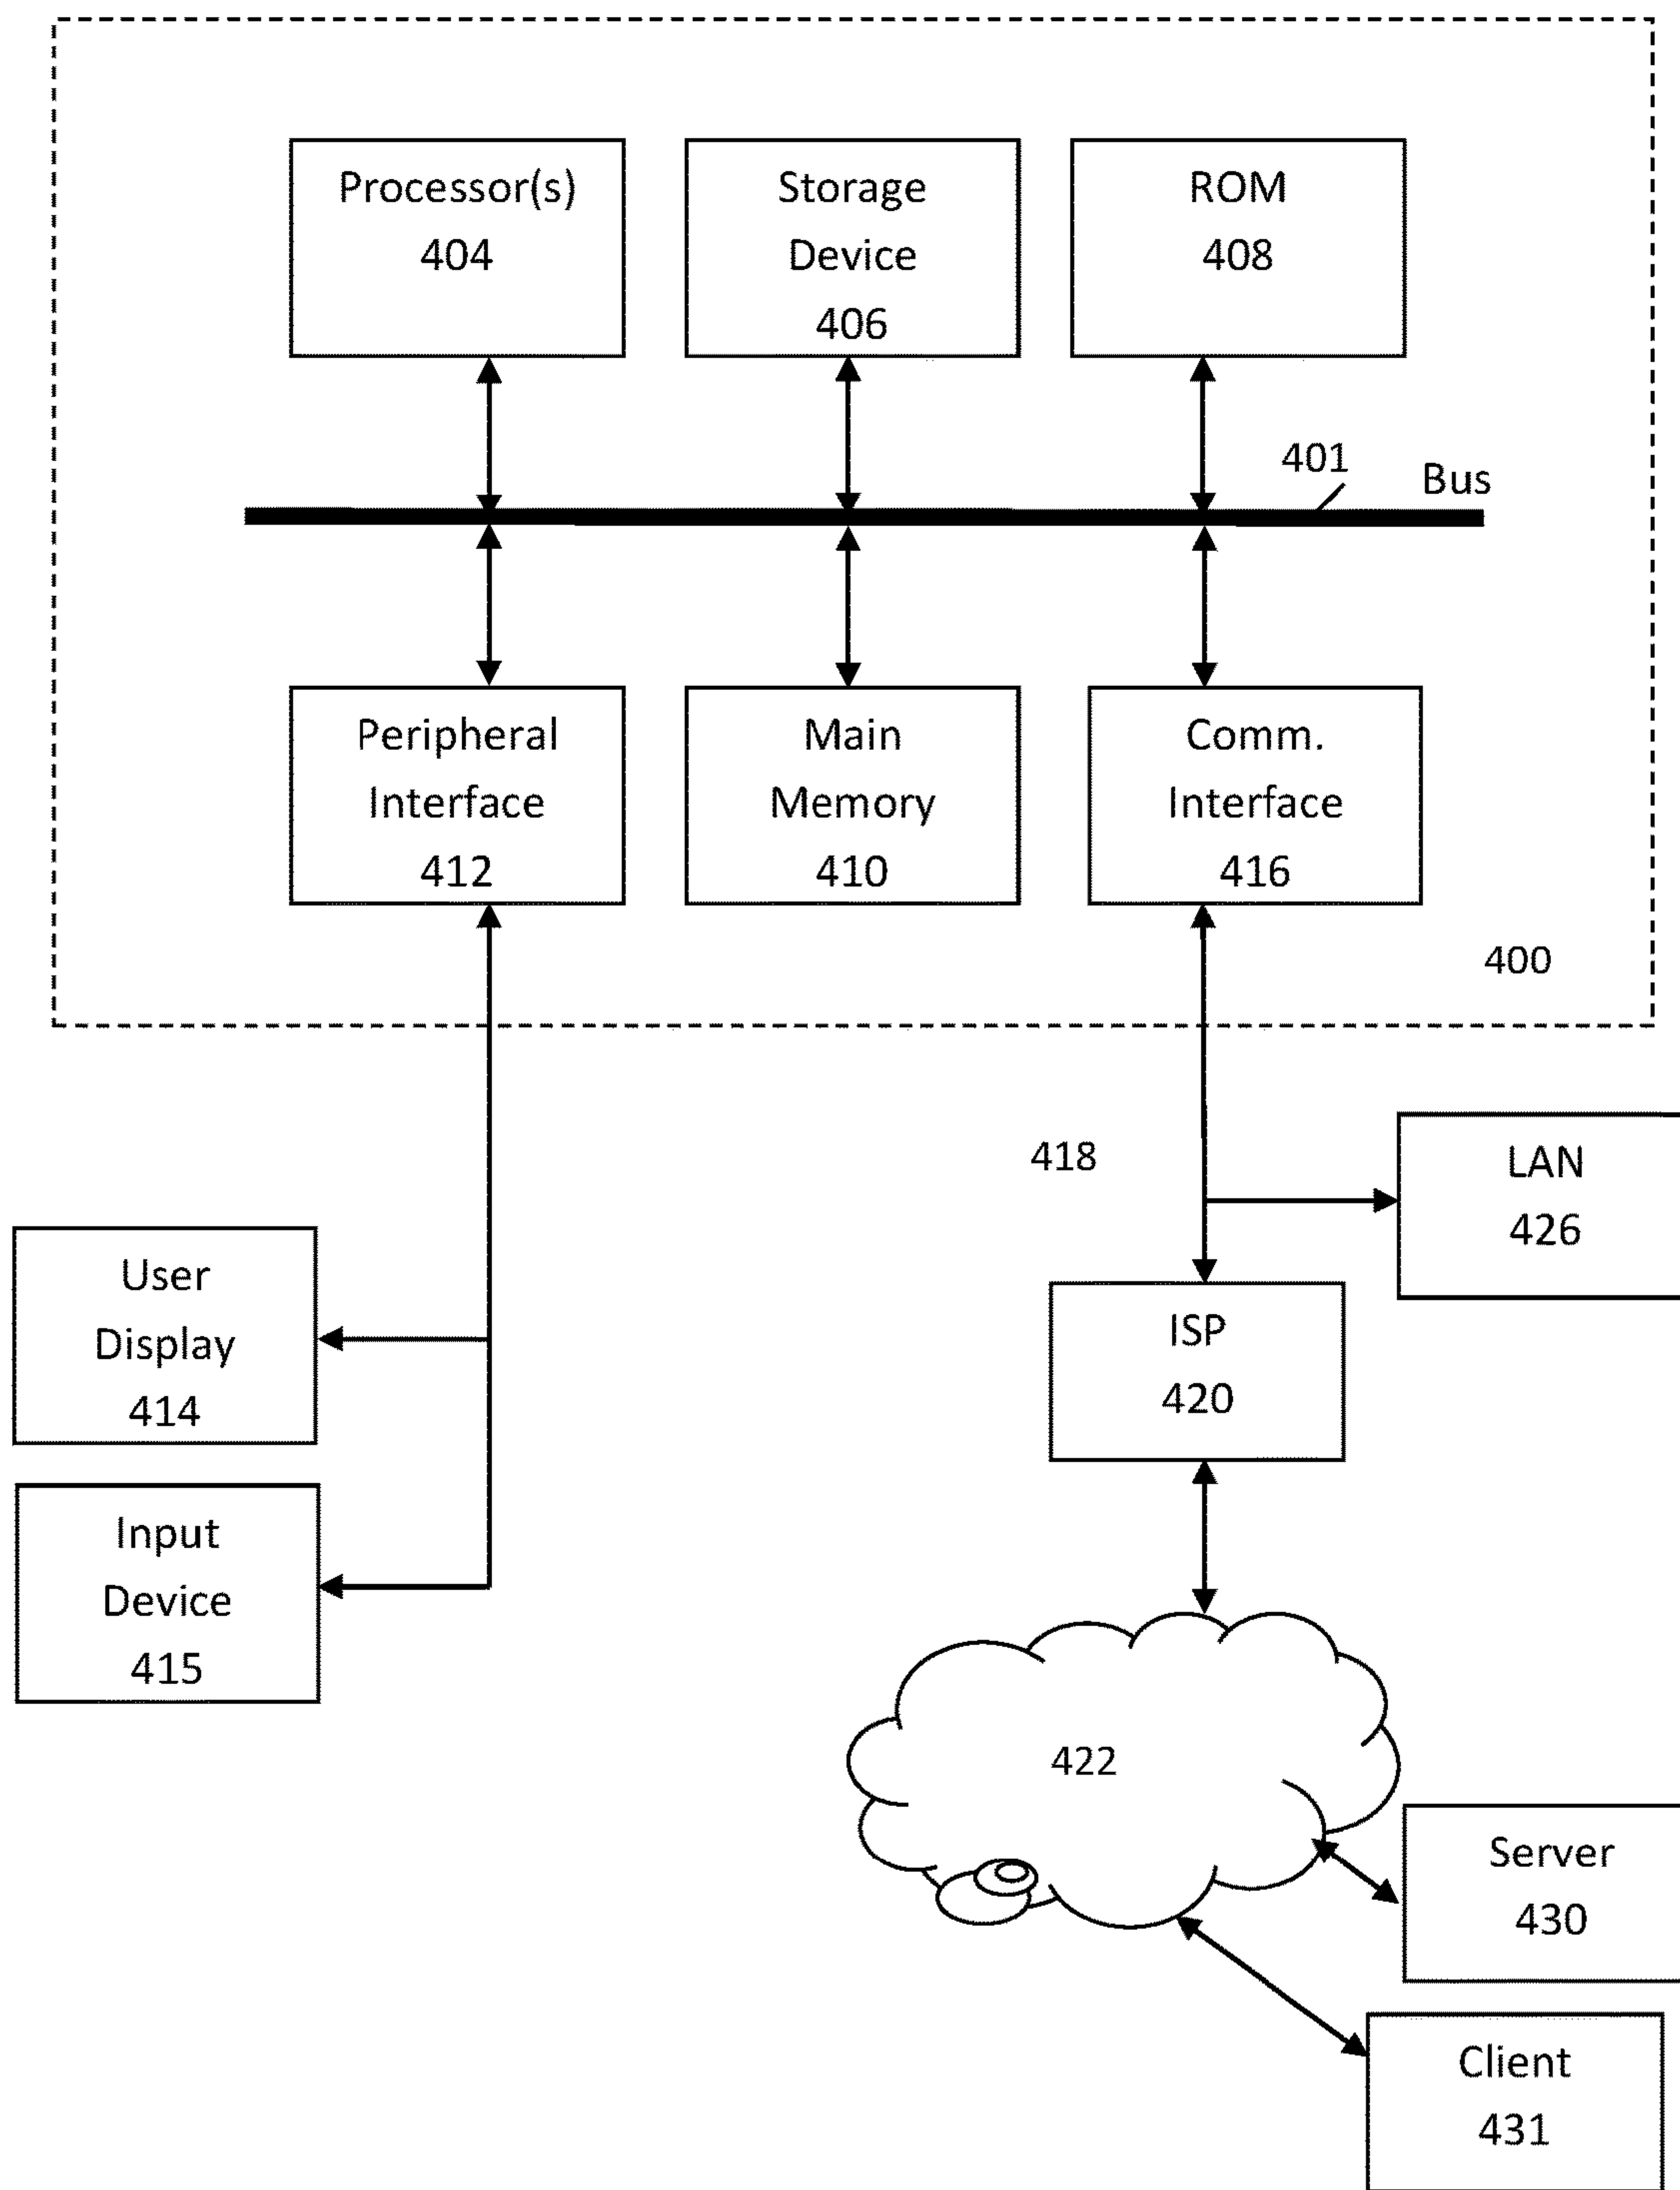 Processor(s)
404
Storage
Device
406
ROM
408
401
Bus
Peripheral
Interface
412
Main
Memory
410
Comm.
Interface
416
400
418
LAN
426
User
Display
414
ISP
420
Input
Device
415
422
Server
430
Client
431